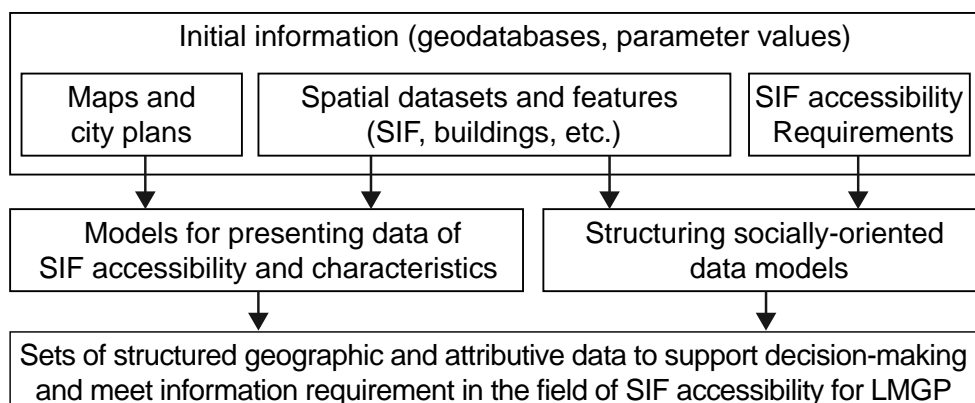 Initial information (geodatabases, parameter values)
Maps and
city plans
Spatial datasets and features
(SIF, buildings, etc.)
SIF accessibility
Requirements
Models for presenting data of
SIF accessibility and characteristics
Structuring socially-oriented
data models
Sets of structured geographic and attributive data to support decision-making
and meet information requirement in the field of SIF accessibility for LMGP